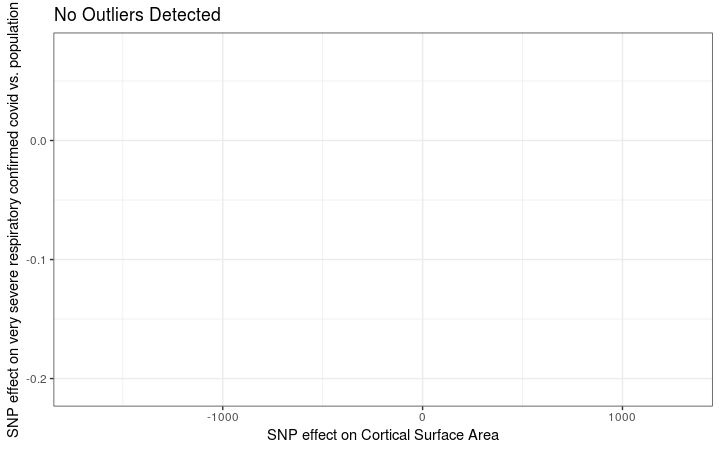 No Outliers Detected
SNP effect on very severe respiratory confirmed covid vs. population
0.0
-0.1
-0.2
-1000
0
1000
SNP effect on Cortical Surface Area